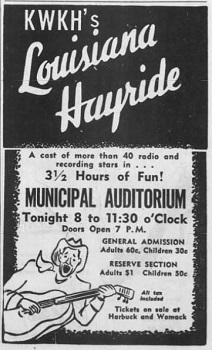 KWKH's
Louisiana
Hayride
A cast of more than 40 radio and
recording stars in . . .
3½ Hours of Fun!
MUNICIPAL AUDITORIUM
Tonight 8 to 11:30 o'Clock
Doors Open 7 P.M.
GENERAL ADMISSION
Adults 60c, Children 30c
RESERVE SECTION
Adults $1 Children 50c
All tax
included
Tickets on sale at
Harbuck and Womack